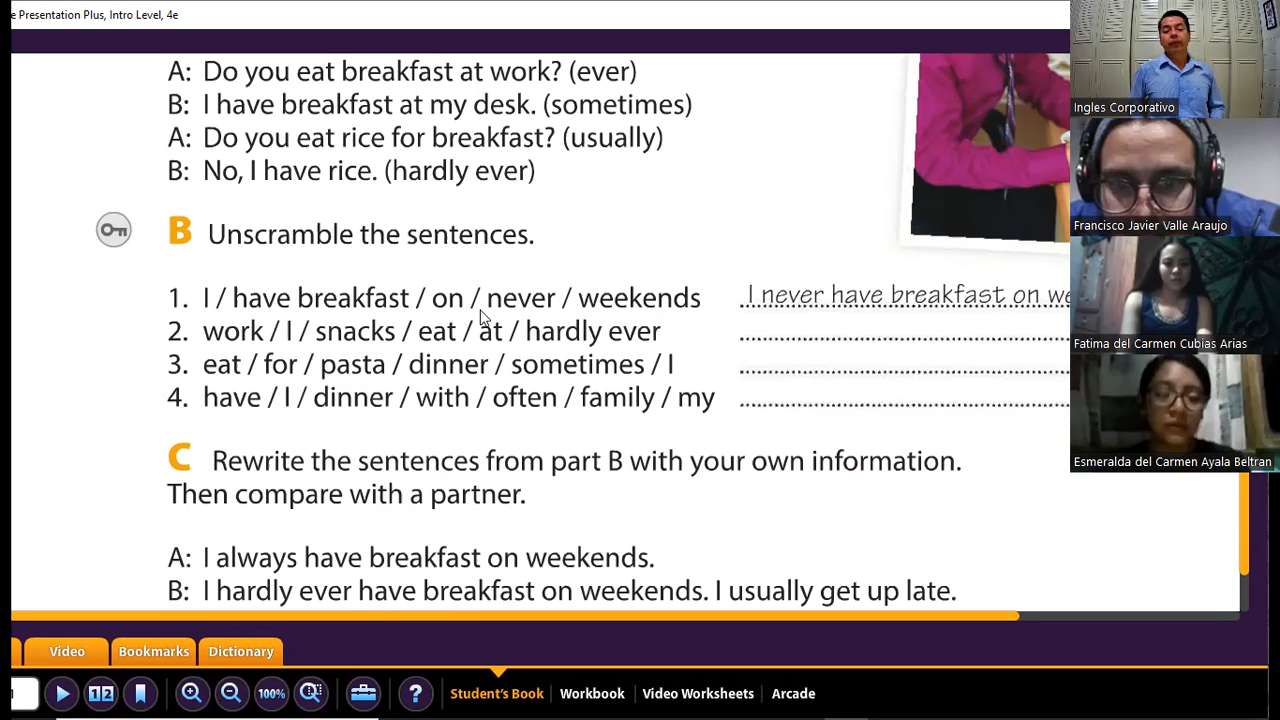 e Presentation Plus, Intro Level, 4e
A: Do you eat breakfast at work? (ever)
B: I have breakfast at my desk. (sometimes)
A: Do you eat rice for breakfast? (usually)
B: No, I have rice. (hardly ever)
B Unscramble the sentences.
1. I / have breakfast / on / never / weekends I never have breakfast on we
2. work / I / snacks / eat / at / hardly ever
3. eat / for / pasta / dinner / sometimes / I
4. have / I / dinner / with / often / family / my
C Rewrite the sentences from part B with your own information.
Then compare with a partner.
A: I always have breakfast on weekends.
B: I hardly ever have breakfast on weekends. I usually get up late.
Ingles Corporativo
Francisco Javier Valle Araujo
Fatima del Carmen Cubias Arias
Esmeralda del Carmen Ayala Beltran
Video Bookmarks Dictionary
1 2 100% ? Student's Book Workbook Video Worksheets Arcade